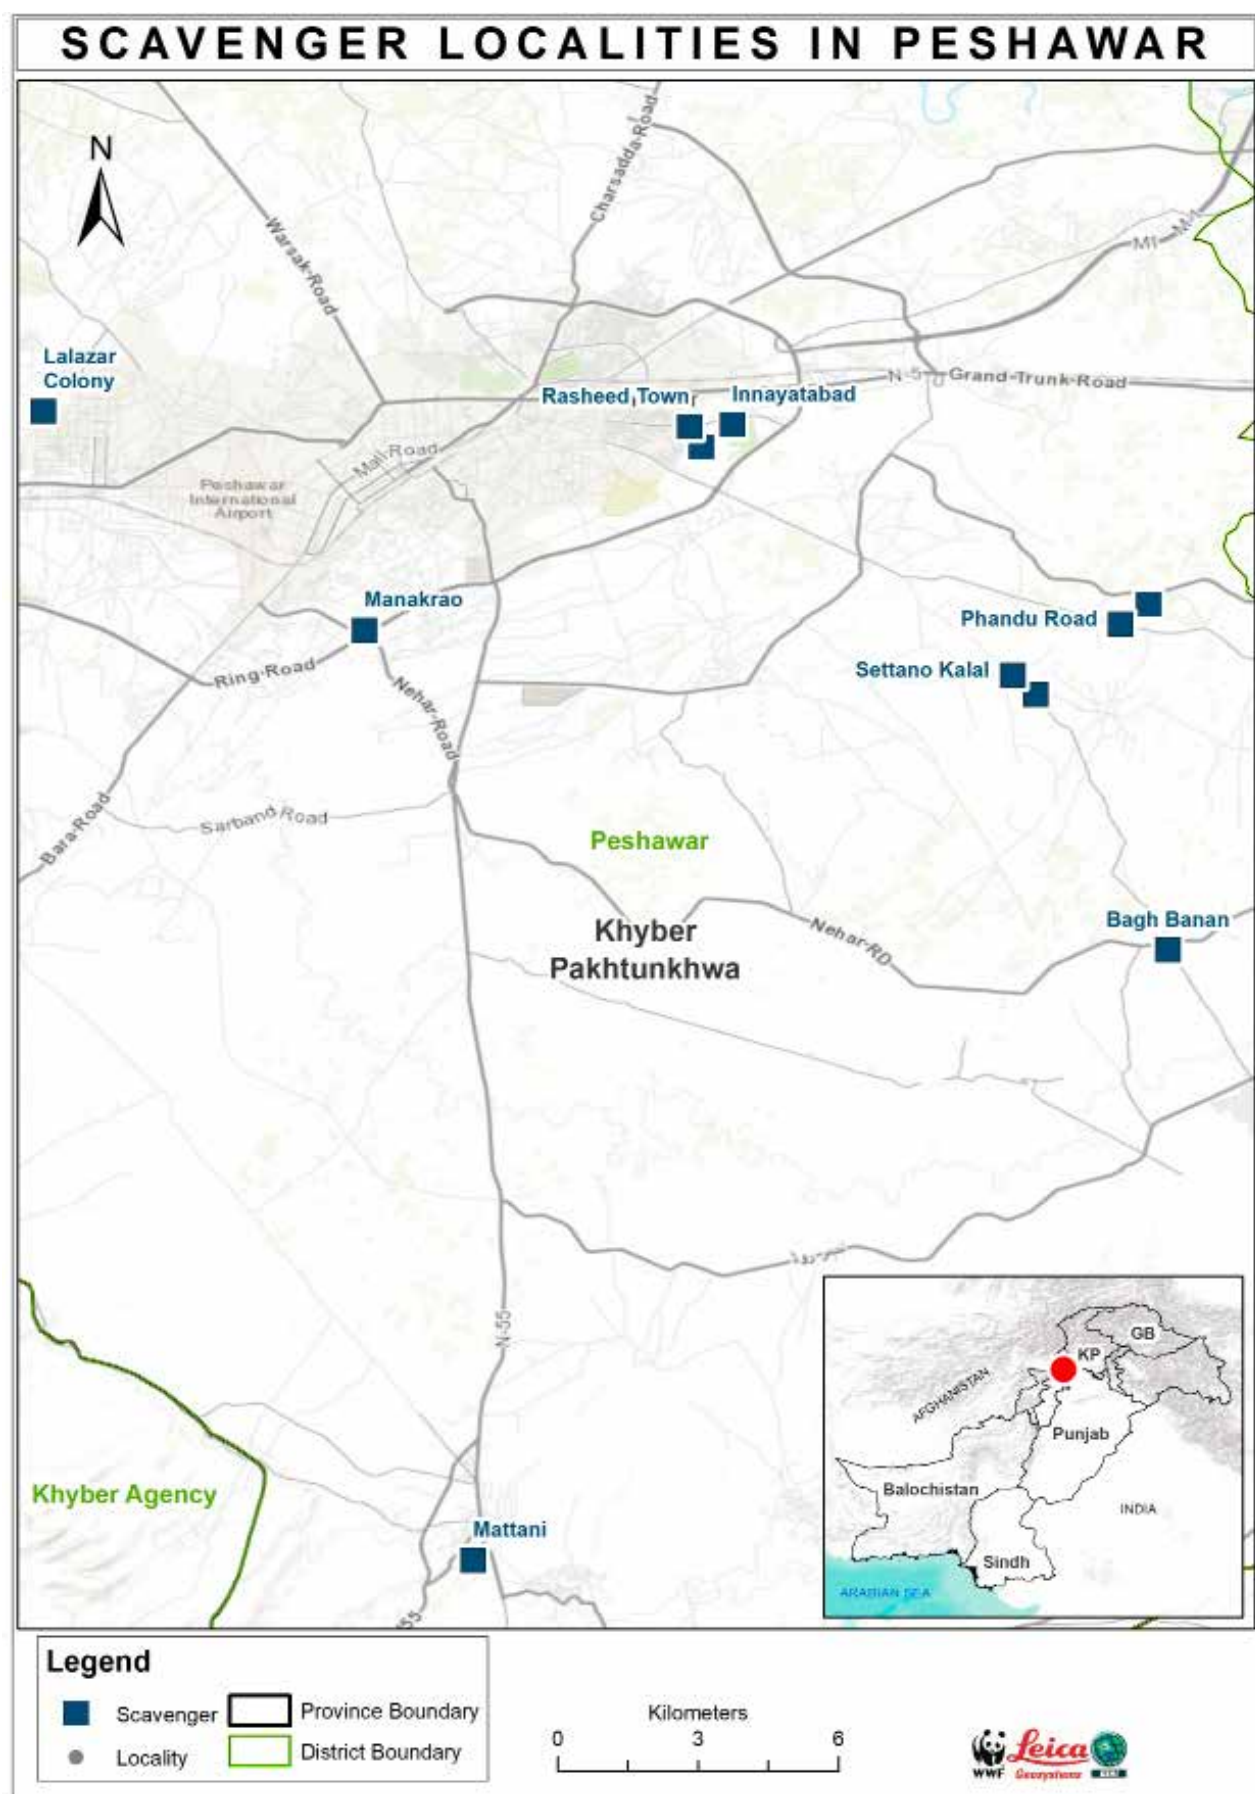 SCAVENGER LOCALITIES IN PESHAWAR
N
Charsadda-Road
Warsak-Road
M1
M-1
Lalazar
Colony
Rasheed Town,
Innayatabad
N-5
Grand-Trunk-Road
Mall-Road
Peshawar
International
Airport
Manakrao
Phandu Road
Ring-Road
Settano Kalal
Nehar-Road
Sarband Road
Bara-Road
Peshawar
Bagh Banan
Khyber
Pakhtunkhwa
Nehar-RD
N-55
Khyber Agency
Mattani
55
GB
KP
AFGHANISTAN
Punjab
Balochistan
INDIA
Sindh
ARABIAN SEA
Legend
Scavenger
Province Boundary
Locality
District Boundary
Kilometers
0 3 6
WWF
Leica
Geosystems